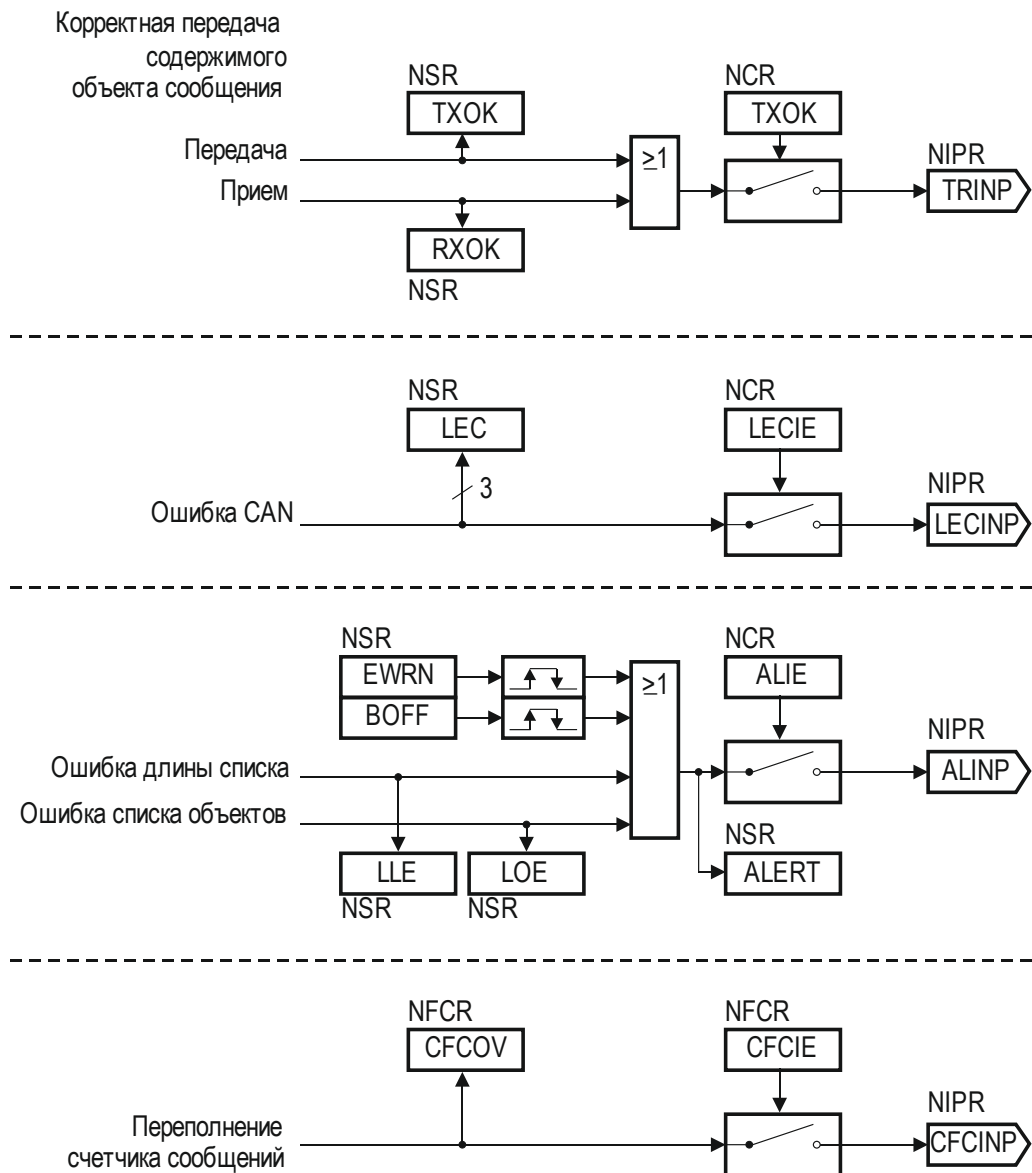 Корректная передача
содержимого
объекта сообщения
NSR
TXOK
NCR
TXOK
Передача
≥1
NIPR
TRINP
Прием
RXOK
NSR
NSR
LEC
NCR
LECIE
3
NIPR
LECINP
Ошибка CAN
NSR
EWRN
BOFF
≥1
NCR
ALIE
NIPR
ALINP
Ошибка длины списка
Ошибка списка объектов
LLE
NSR
LOE
NSR
NSR
ALERT
NFCR
CFCOV
NFCR
CFCIE
NIPR
CFCINP
Переполнение
счетчика сообщений